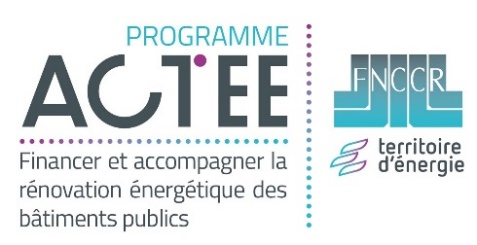 PROGRAMME
ACTEE
Financer et accompagner la
rénovation énergétique des
bâtiments publics
FNCCR
territoire
d'énergie